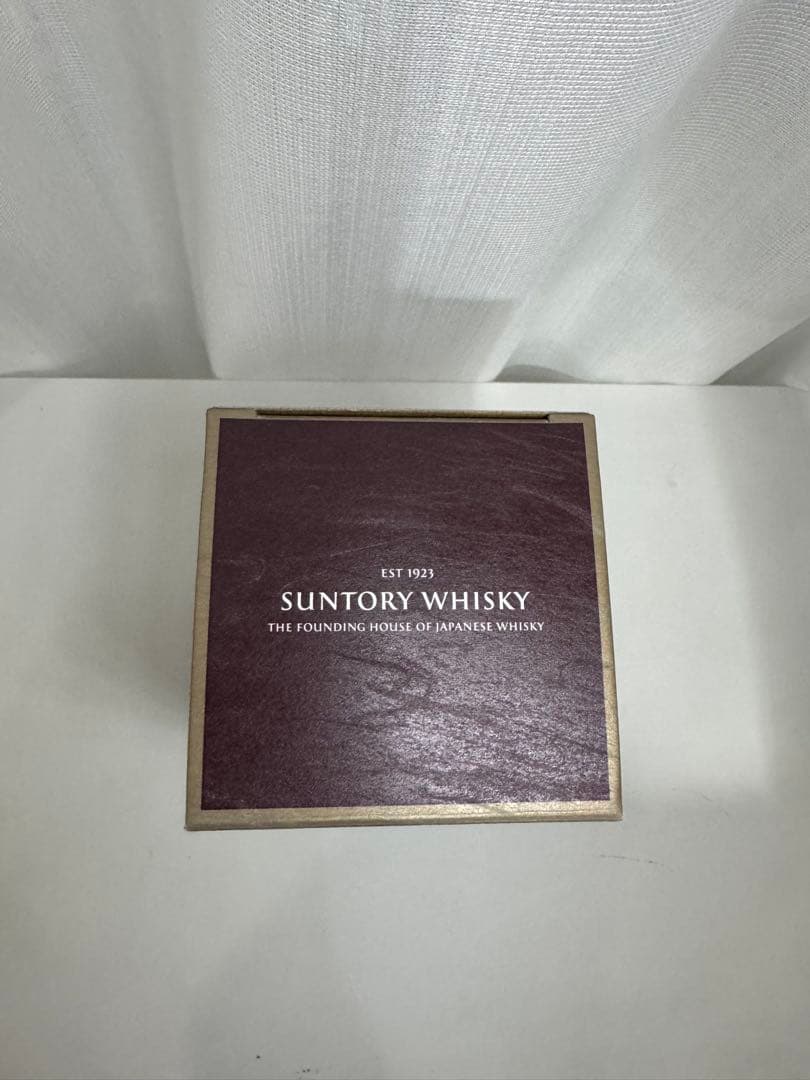 EST 1923
SUNTORY WHISKY
THE FOUNDING HOUSE OF JAPANESE WHISKY